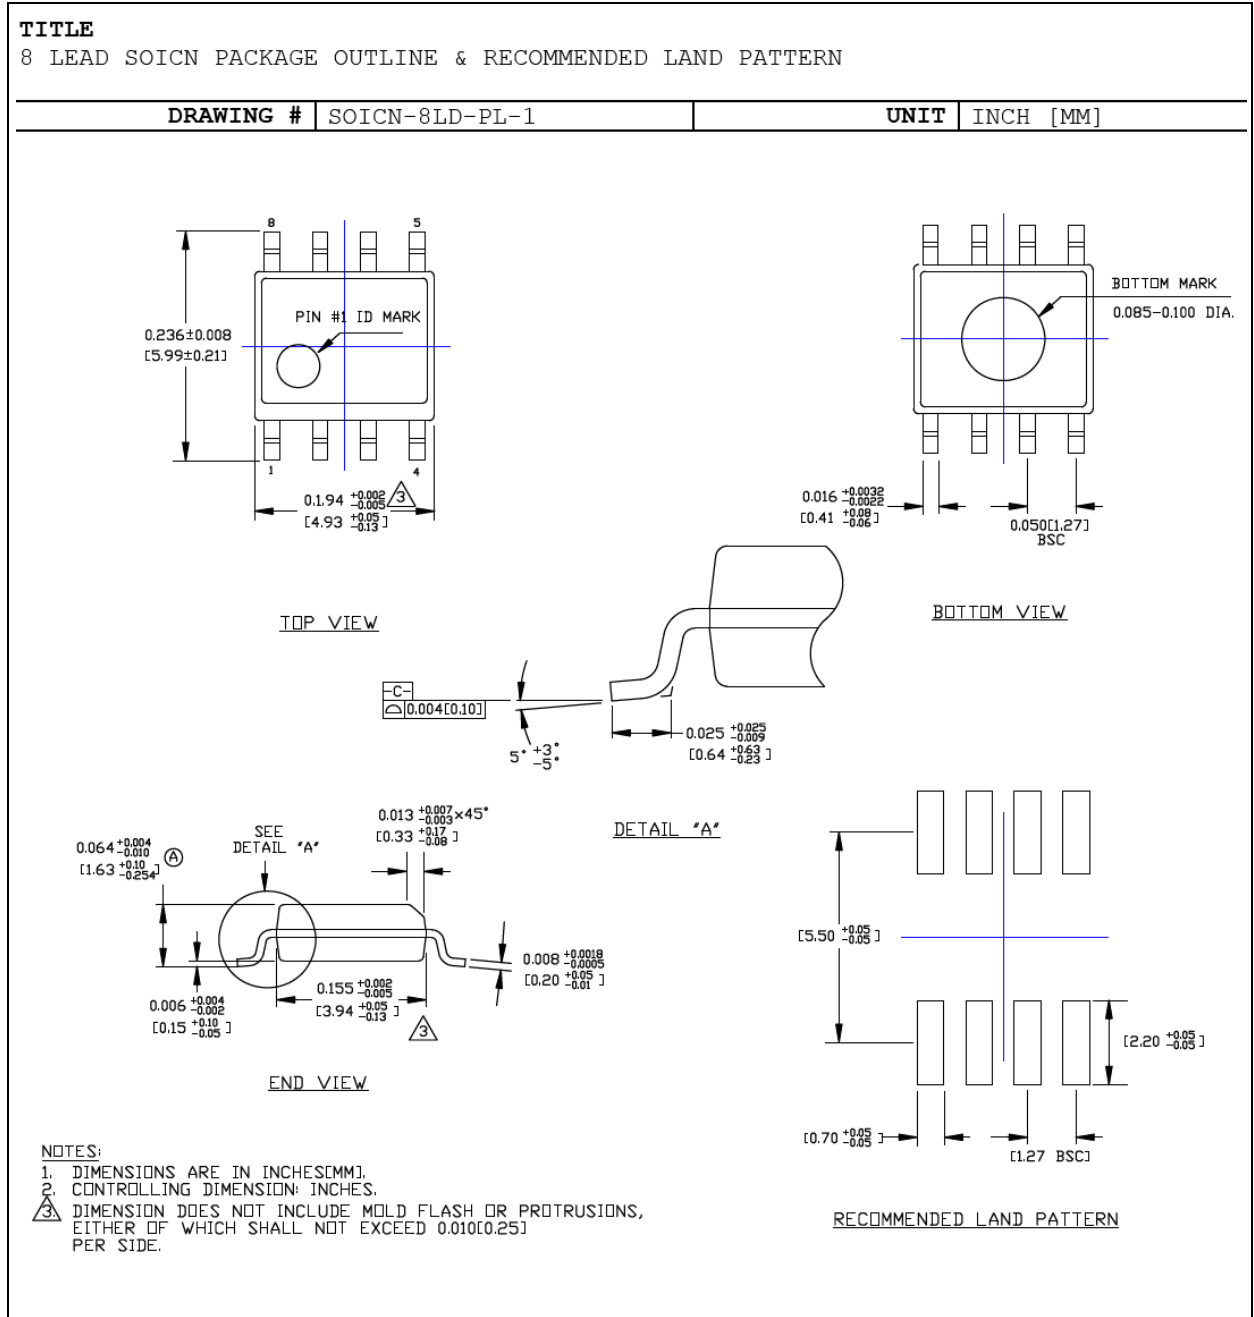 TITLE
8 LEAD SOICN PACKAGE OUTLINE & RECOMMENDED LAND PATTERN
DRAWING # SOICN-8LD-PL-1 UNIT INCH [MM]
8 5
PIN #1 ID MARK
0.236±0.008
[5.99±0.21]
1 4
0.1.94 +0.002 -0.005 3
[4.93 +0.05 -0.13 ]
TOP VIEW
BOTTOM MARK
0.085-0.100 DIA.
0.016 +0.0032 -0.0022
[0.41 +0.08 -0.06 ]
0.050[1.27]
BSC
BOTTOM VIEW
-C-
0.004[0.10]
5° +3° -5°
0.025 +0.025 -0.009
[0.64 +0.63 -0.23 ]
DETAIL "A"
0.064 +0.004 -0.010
[1.63 +0.10 -0.254 ] A
SEE
DETAIL "A"
0.013 +0.007 -0.003 ×45°
[0.33 +0.17 -0.08 ]
0.006 +0.004 -0.002
[0.15 +0.10 -0.05 ]
0.155 +0.002 -0.005
[3.94 +0.05 -0.13 ]
3
0.008 +0.0018 -0.0005
[0.20 +0.05 -0.01 ]
END VIEW
[5.50 +0.05 -0.05 ]
[2.20 +0.05 -0.05 ]
[0.70 +0.05 -0.05 ]
[1.27 BSC]
RECOMMENDED LAND PATTERN
NOTES:
1. DIMENSIONS ARE IN INCHES[MM].
2. CONTROLLING DIMENSION: INCHES.
3. DIMENSION DOES NOT INCLUDE MOLD FLASH OR PROTRUSIONS,
EITHER OF WHICH SHALL NOT EXCEED 0.010[0.25]
PER SIDE.